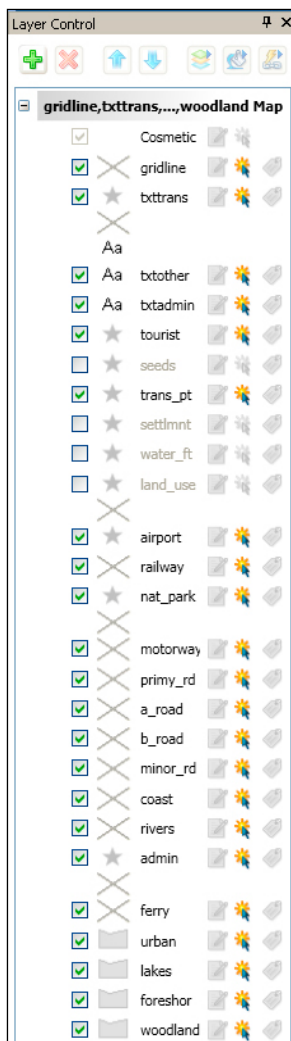 Layer Control
gridline,txttrans,...,woodland Map
Cosmetic
gridline
txttrans
Aa
Aa txtother
Aa txtadmin
tourist
seeds
trans_pt
settlmnt
water_ft
land_use
airport
railway
nat_park
motorway
primy_rd
a_road
b_road
minor_rd
coast
rivers
admin
ferry
urban
lakes
foreshor
woodland